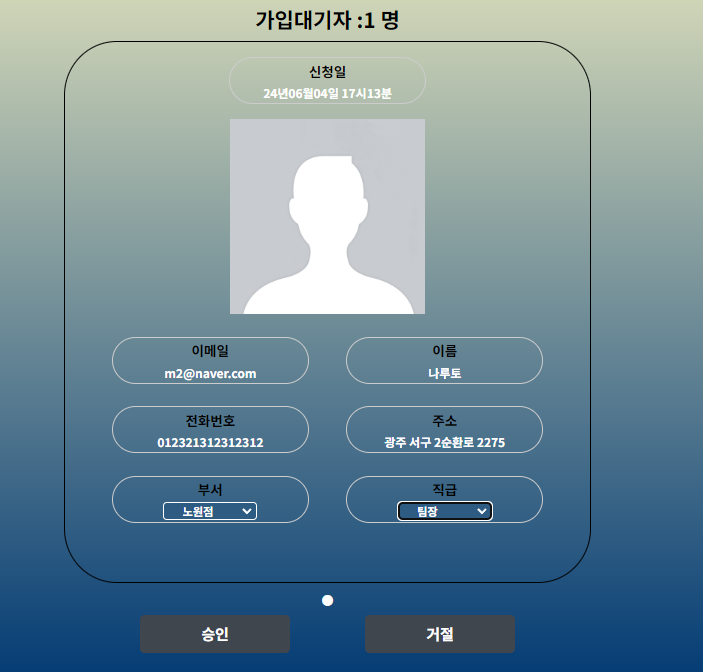 가입대기자 :1 명
신청일
24년06월04일 17시13분
이메일
m2@naver.com
이름
나루토
전화번호
012321312312312
주소
광주 서구 2순환로 2275
부서
노원점
직급
팀장
승인
거절